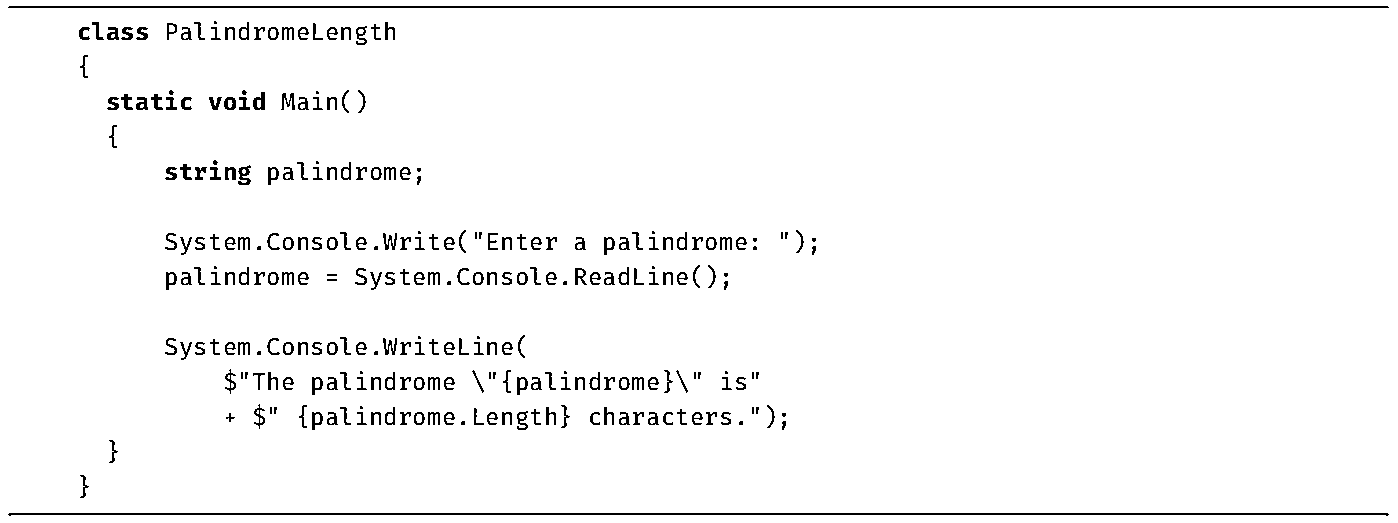 class PalindromeLength
{
  static void Main()
  {
      string palindrome;

      System.Console.Write("Enter a palindrome: ");
      palindrome = System.Console.ReadLine();

      System.Console.WriteLine(
          $"The palindrome \"{palindrome}\" is"
          + $" {palindrome.Length} characters.");
  }
}